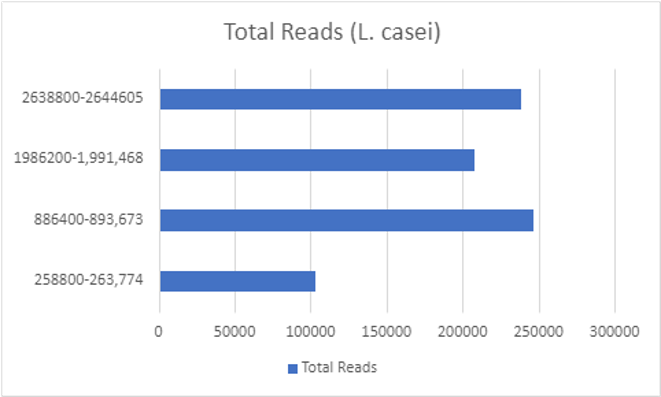 Total Reads (L. casei)
2638800-2644605
1986200-1,991,468
886400-893,673
258800-263,774
0 50000 100000 150000 200000 250000 300000
Total Reads